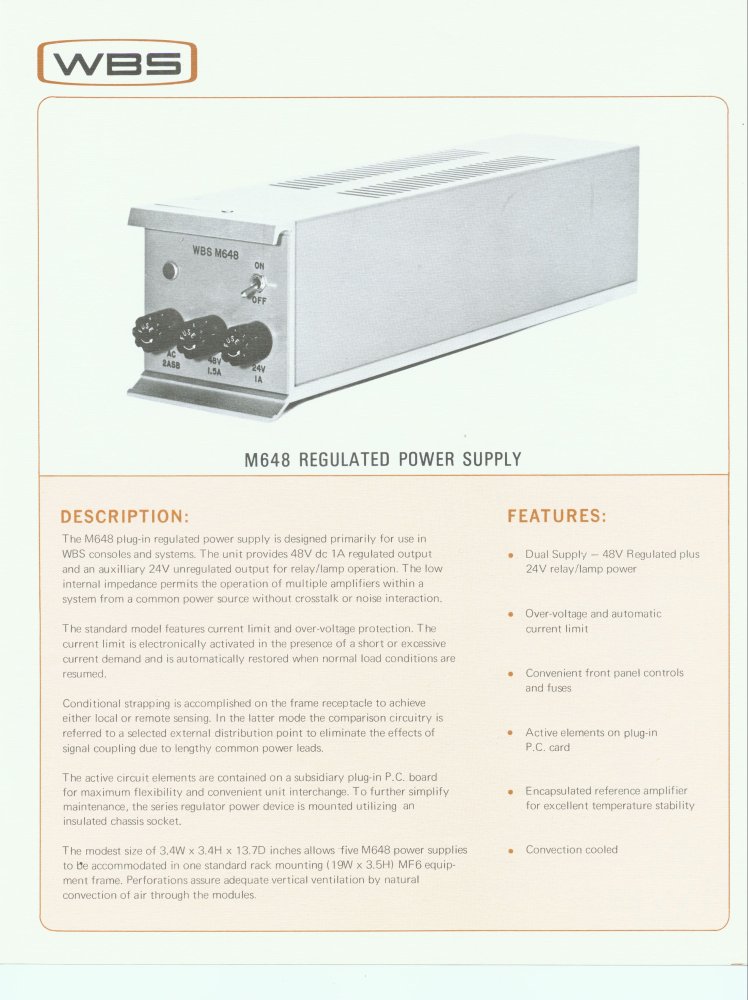 WBS
WBS M648
ON
OFF
AC
2ASB
48V
1.5A
24V
1A
M648 REGULATED POWER SUPPLY
DESCRIPTION:
The M648 plug-in regulated power supply is designed primarily for use in
WBS consoles and systems. The unit provides 48V dc 1A regulated output
and an auxilliary 24V unregulated output for relay/lamp operation. The low
internal impedance permits the operation of multiple amplifiers within a
system from a common power source without crosstalk or noise interaction.
The standard model features current limit and over-voltage protection. The
current limit is electronically activated in the presence of a short or excessive
current demand and is automatically restored when normal load conditions are
resumed.
Conditional strapping is accomplished on the frame receptacle to achieve
either local or remote sensing. In the latter mode the comparison circuitry is
referred to a selected external distribution point to eliminate the effects of
signal coupling due to lengthy common power leads.
The active circuit elements are contained on a subsidiary plug-in P.C. board
for maximum flexibility and convenient unit interchange. To further simplify
maintenance, the series regulator power device is mounted utilizing an
insulated chassis socket.
The modest size of 3.4W x 3.4H x 13.7D inches allows five M648 power supplies
to be accommodated in one standard rack mounting (19W x 3.5H) MF6 equip-
ment frame. Perforations assure adequate vertical ventilation by natural
convection of air through the modules.
FEATURES:
• Dual Supply — 48V Regulated plus
24V relay/lamp power
• Over-voltage and automatic
current limit
• Convenient front panel controls
and fuses
• Active elements on plug-in
P.C. card
• Encapsulated reference amplifier
for excellent temperature stability
• Convection cooled